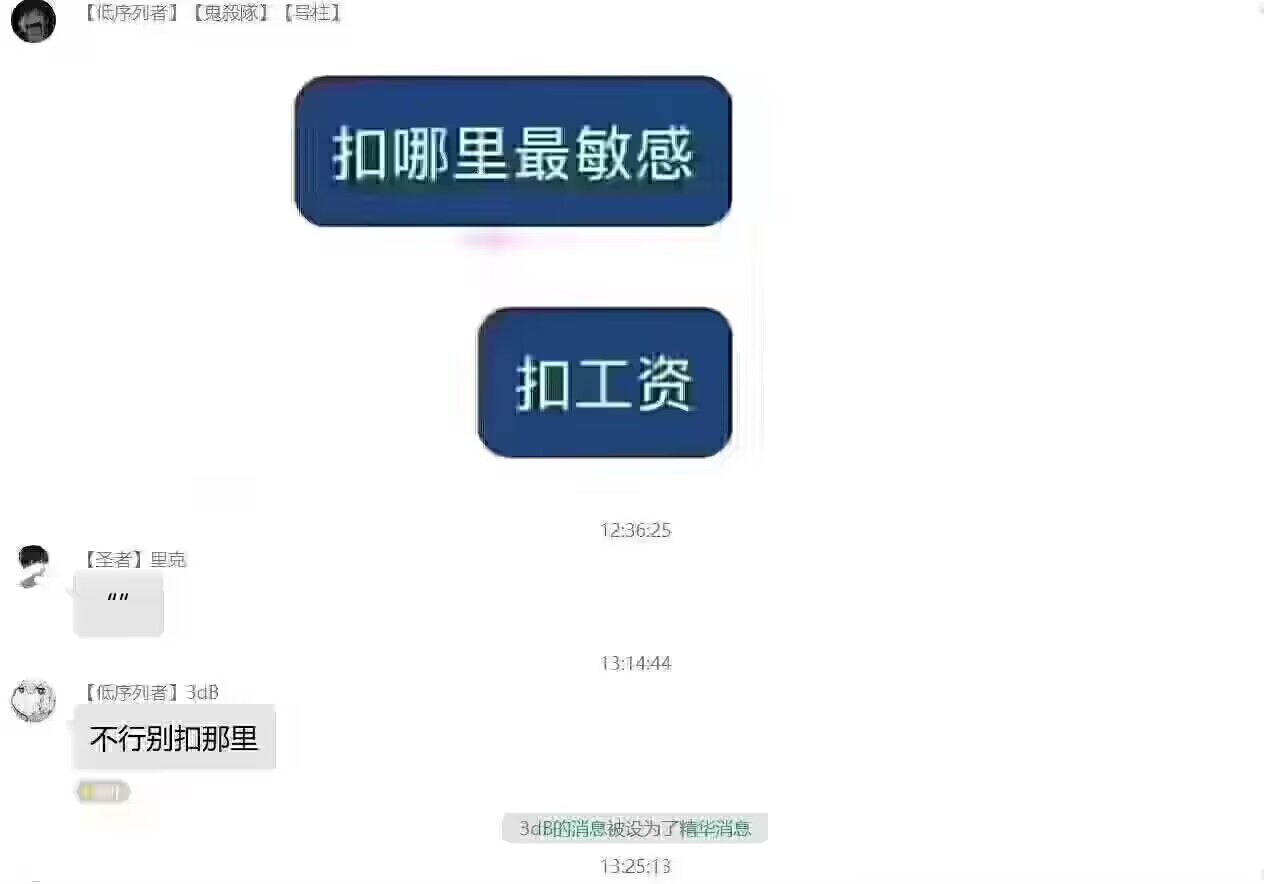 【低序列者】【鬼殺隊】【导柱】
扣哪里最敏感
扣工资
12:36:25
【圣者】里克
“”
13:14:44
【低序列者】3dB
不行别扣那里
3dB的消息被设为了精华消息
13:25:13